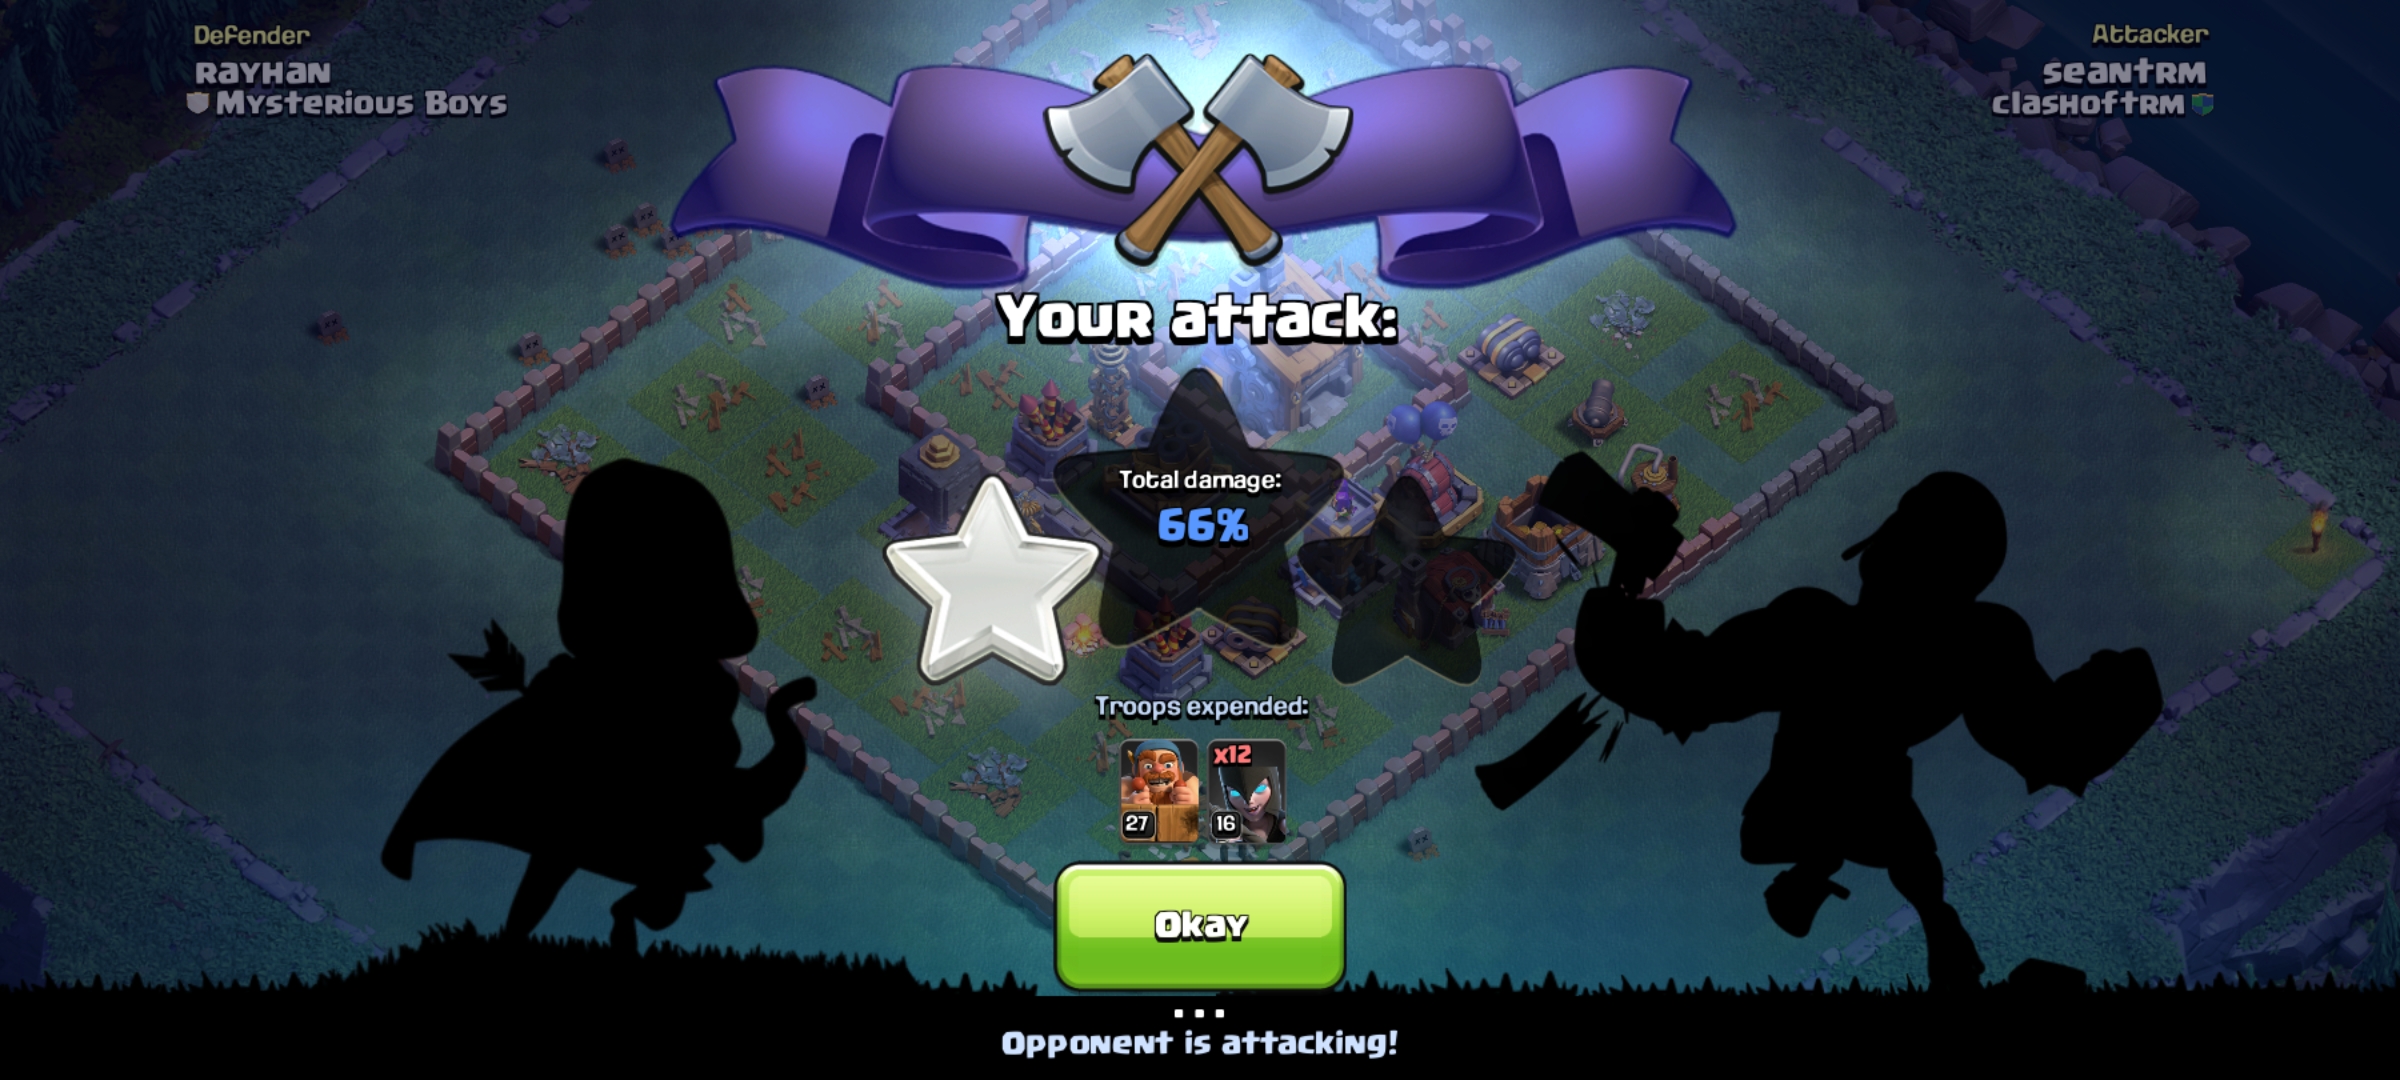 Defender
RAYHAN
Mysterious Boys
Attacker
seantrm
clashoftrm
Your attack:
Total damage:
66%
Troops expended:
x12
27
16
Okay
...
Opponent is attacking!